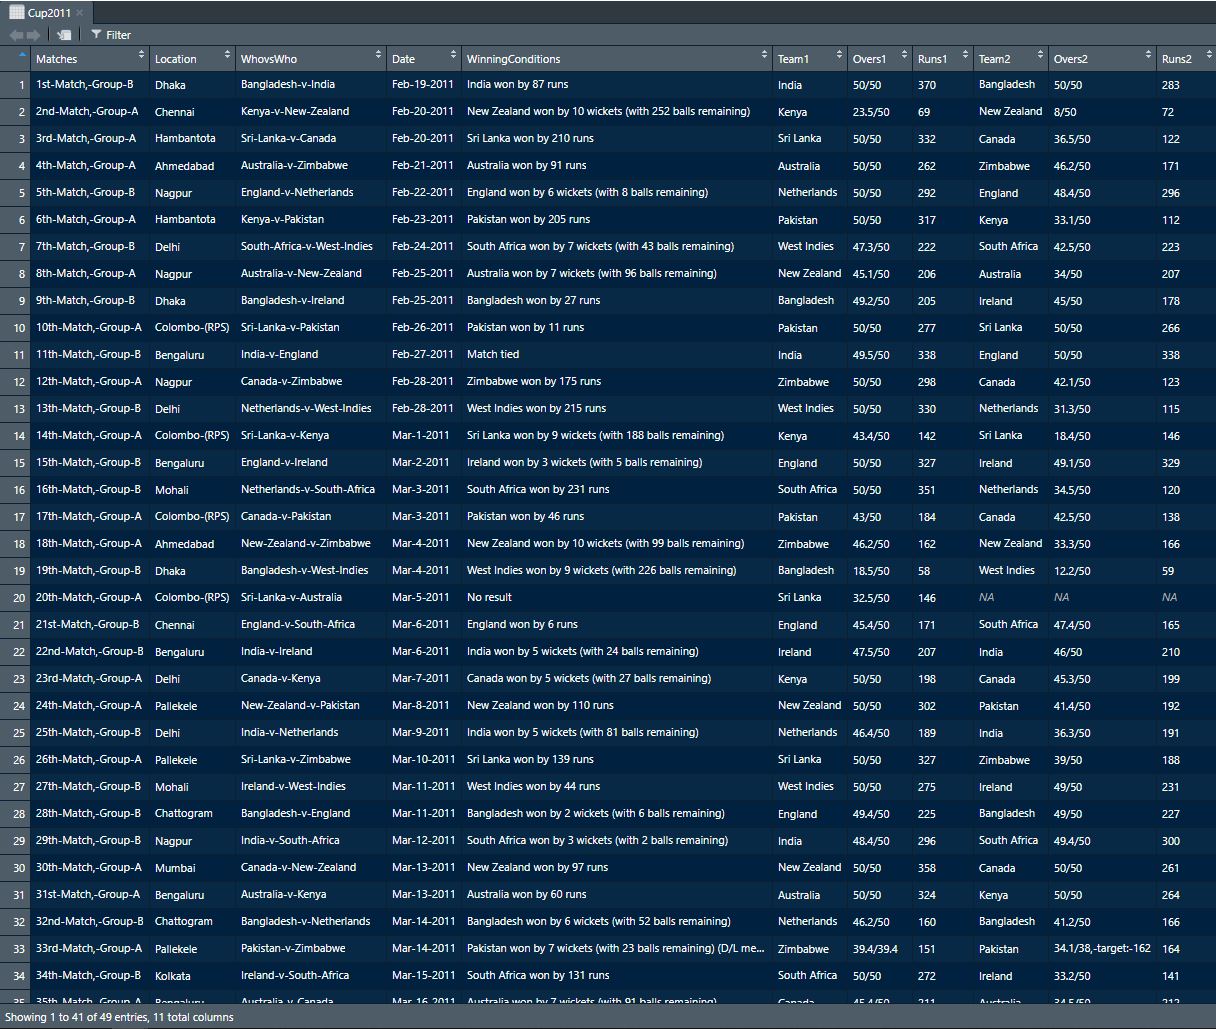 Cup2011
Filter
Matches Location WhovsWho Date WinningConditions Team1 Overs1 Runs1 Team2 Overs2 Runs2
1 1st-Match,-Group-B Dhaka Bangladesh-v-India Feb-19-2011 India won by 87 runs India 50/50 370 Bangladesh 50/50 283
2 2nd-Match,-Group-A Chennai Kenya-v-New-Zealand Feb-20-2011 New Zealand won by 10 wickets (with 252 balls remaining) Kenya 23.5/50 69 New Zealand 8/50 72
3 3rd-Match,-Group-A Hambantota Sri-Lanka-v-Canada Feb-20-2011 Sri Lanka won by 210 runs Sri Lanka 50/50 332 Canada 36.5/50 122
4 4th-Match,-Group-A Ahmedabad Australia-v-Zimbabwe Feb-21-2011 Australia won by 91 runs Australia 50/50 262 Zimbabwe 46.2/50 171
5 5th-Match,-Group-B Nagpur England-v-Netherlands Feb-22-2011 England won by 6 wickets (with 8 balls remaining) Netherlands 50/50 292 England 48.4/50 296
6 6th-Match,-Group-A Hambantota Kenya-v-Pakistan Feb-23-2011 Pakistan won by 205 runs Pakistan 50/50 317 Kenya 33.1/50 112
7 7th-Match,-Group-B Delhi South-Africa-v-West-Indies Feb-24-2011 South Africa won by 7 wickets (with 43 balls remaining) West Indies 47.3/50 222 South Africa 42.5/50 223
8 8th-Match,-Group-A Nagpur Australia-v-New-Zealand Feb-25-2011 Australia won by 7 wickets (with 96 balls remaining) New Zealand 45.1/50 206 Australia 34/50 207
9 9th-Match,-Group-B Dhaka Bangladesh-v-Ireland Feb-25-2011 Bangladesh won by 27 runs Bangladesh 49.2/50 205 Ireland 45/50 178
10 10th-Match,-Group-A Colombo-(RPS) Sri-Lanka-v-Pakistan Feb-26-2011 Pakistan won by 11 runs Pakistan 50/50 277 Sri Lanka 50/50 266
11 11th-Match,-Group-B Bengaluru India-v-England Feb-27-2011 Match tied India 49.5/50 338 England 50/50 338
12 12th-Match,-Group-A Nagpur Canada-v-Zimbabwe Feb-28-2011 Zimbabwe won by 175 runs Zimbabwe 50/50 298 Canada 42.1/50 123
13 13th-Match,-Group-B Delhi Netherlands-v-West-Indies Feb-28-2011 West Indies won by 215 runs West Indies 50/50 330 Netherlands 31.3/50 115
14 14th-Match,-Group-A Colombo-(RPS) Sri-Lanka-v-Kenya Mar-1-2011 Sri Lanka won by 9 wickets (with 188 balls remaining) Kenya 43.4/50 142 Sri Lanka 18.4/50 146
15 15th-Match,-Group-B Bengaluru England-v-Ireland Mar-2-2011 Ireland won by 3 wickets (with 5 balls remaining) England 50/50 327 Ireland 49.1/50 329
16 16th-Match,-Group-B Mohali Netherlands-v-South-Africa Mar-3-2011 South Africa won by 231 runs South Africa 50/50 351 Netherlands 34.5/50 120
17 17th-Match,-Group-A Colombo-(RPS) Canada-v-Pakistan Mar-3-2011 Pakistan won by 46 runs Pakistan 43/50 184 Canada 42.5/50 138
18 18th-Match,-Group-A Ahmedabad New-Zealand-v-Zimbabwe Mar-4-2011 New Zealand won by 10 wickets (with 99 balls remaining) Zimbabwe 46.2/50 162 New Zealand 33.3/50 166
19 19th-Match,-Group-B Dhaka Bangladesh-v-West-Indies Mar-4-2011 West Indies won by 9 wickets (with 226 balls remaining) Bangladesh 18.5/50 58 West Indies 12.2/50 59
20 20th-Match,-Group-A Colombo-(RPS) Sri-Lanka-v-Australia Mar-5-2011 No result Sri Lanka 32.5/50 146 NA NA NA
21 21st-Match,-Group-B Chennai England-v-South-Africa Mar-6-2011 England won by 6 runs England 45.4/50 171 South Africa 47.4/50 165
22 22nd-Match,-Group-B Bengaluru India-v-Ireland Mar-6-2011 India won by 5 wickets (with 24 balls remaining) Ireland 47.5/50 207 India 46/50 210
23 23rd-Match,-Group-A Delhi Canada-v-Kenya Mar-7-2011 Canada won by 5 wickets (with 27 balls remaining) Kenya 50/50 198 Canada 45.3/50 199
24 24th-Match,-Group-A Pallekele New-Zealand-v-Pakistan Mar-8-2011 New Zealand won by 110 runs New Zealand 50/50 302 Pakistan 41.4/50 192
25 25th-Match,-Group-B Delhi India-v-Netherlands Mar-9-2011 India won by 5 wickets (with 81 balls remaining) Netherlands 46.4/50 189 India 36.3/50 191
26 26th-Match,-Group-A Pallekele Sri-Lanka-v-Zimbabwe Mar-10-2011 Sri Lanka won by 139 runs Sri Lanka 50/50 327 Zimbabwe 39/50 188
27 27th-Match,-Group-B Mohali Ireland-v-West-Indies Mar-11-2011 West Indies won by 44 runs West Indies 50/50 275 Ireland 49/50 231
28 28th-Match,-Group-B Chattogram Bangladesh-v-England Mar-11-2011 Bangladesh won by 2 wickets (with 6 balls remaining) England 49.4/50 225 Bangladesh 49/50 227
29 29th-Match,-Group-B Nagpur India-v-South-Africa Mar-12-2011 South Africa won by 3 wickets (with 2 balls remaining) India 48.4/50 296 South Africa 49.4/50 300
30 30th-Match,-Group-A Mumbai Canada-v-New-Zealand Mar-13-2011 New Zealand won by 97 runs New Zealand 50/50 358 Canada 50/50 261
31 31st-Match,-Group-A Bengaluru Australia-v-Kenya Mar-13-2011 Australia won by 60 runs Australia 50/50 324 Kenya 50/50 264
32 32nd-Match,-Group-B Chattogram Bangladesh-v-Netherlands Mar-14-2011 Bangladesh won by 6 wickets (with 52 balls remaining) Netherlands 46.2/50 160 Bangladesh 41.2/50 166
33 33rd-Match,-Group-A Pallekele Pakistan-v-Zimbabwe Mar-14-2011 Pakistan won by 7 wickets (with 23 balls remaining) (D/L me... Zimbabwe 39.4/39.4 151 Pakistan 34.1/38,-target:-162 164
34 34th-Match,-Group-B Kolkata Ireland-v-South-Africa Mar-15-2011 South Africa won by 131 runs South Africa 50/50 272 Ireland 33.2/50 141
35 35th-Match,-Group-A Bengaluru Australia-v-Canada Mar-16-2011 Australia won by 7 wickets (with 91 balls remaining) Canada 45.4/50 211 Australia 34.5/50 212
Showing 1 to 41 of 49 entries, 11 total columns